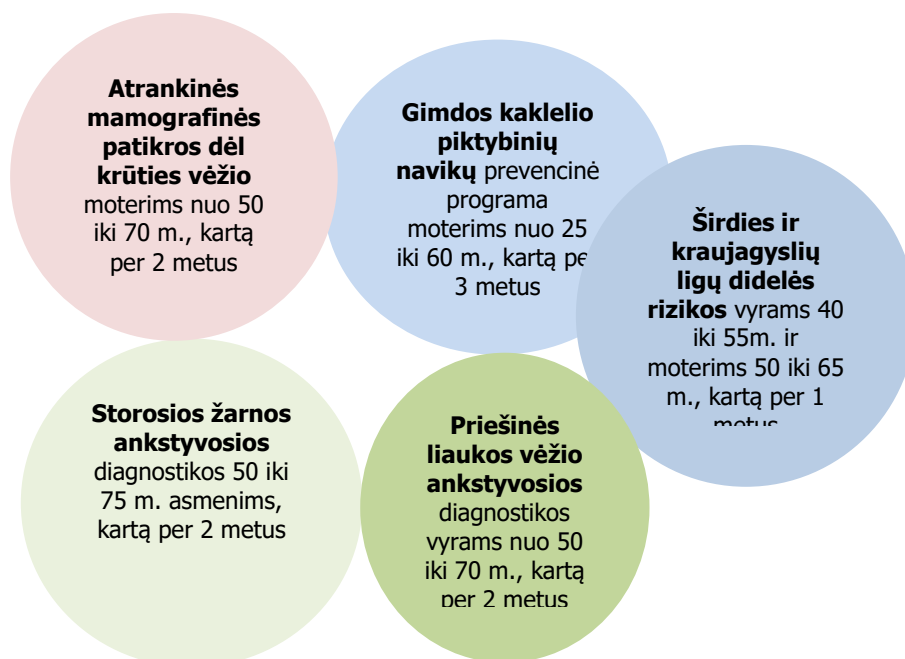 Atrankinės
mamografinės
patikros dėl
krūties vėžio
moterims nuo 50
iki 70 m., kartą
per 2 metus
Gimdos kaklelio
piktybinių
navikų prevencinė
programa
moterims nuo 25
iki 60 m., kartą per
3 metus
Širdies ir
kraujagyslių
ligų didelės
rizikos vyrams 40
iki 55m. ir
moterims 50 iki 65
m., kartą per 1
metus
Storosios žarnos
ankstyvosios
diagnostikos 50 iki
75 m. asmenims,
kartą per 2 metus
Priešinės
liaukos vėžio
ankstyvosios
diagnostikos
vyrams nuo 50
iki 70 m., kartą
per 2 metus